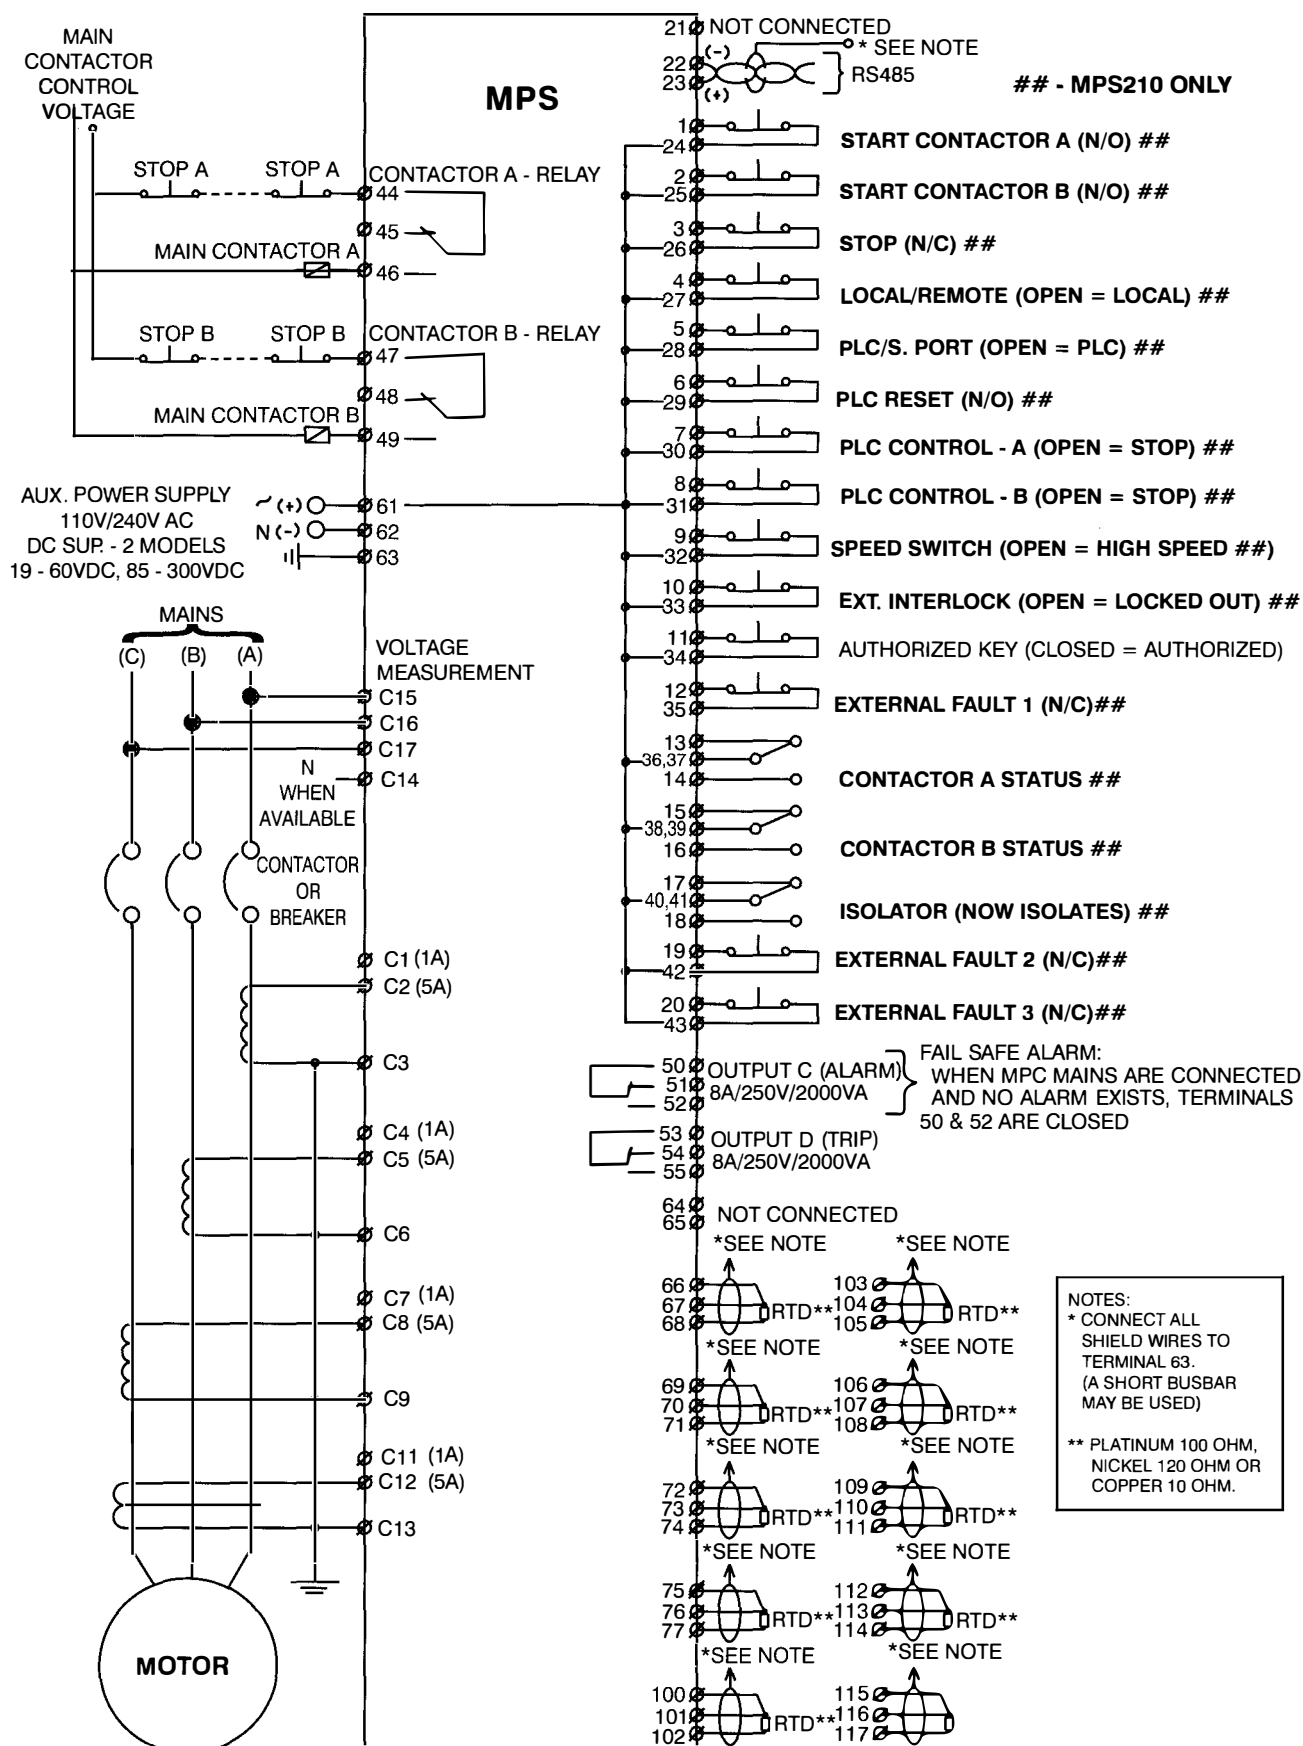 MAIN
CONTACTOR
CONTROL
VOLTAGE
MPS
STOP A
STOP A
CONTACTOR A - RELAY
44
45
MAIN CONTACTOR A
46
STOP B
STOP B
CONTACTOR B - RELAY
47
48
MAIN CONTACTOR B
49
AUX. POWER SUPPLY
110V/240V AC
DC SUP. - 2 MODELS
19 - 60VDC, 85 - 300VDC
~ (+)
61
N (-)
62
63
MAINS
(C)
(B)
(A)
VOLTAGE
MEASUREMENT
C15
C16
C17
C14
N
WHEN
AVAILABLE
CONTACTOR
OR
BREAKER
C1 (1A)
C2 (5A)
C3
C4 (1A)
C5 (5A)
C6
C7 (1A)
C8 (5A)
C9
C11 (1A)
C12 (5A)
C13
MOTOR
21 NOT CONNECTED
* SEE NOTE
22 (-)
23 (+)
RS485
## - MPS210 ONLY
1
24
START CONTACTOR A (N/O) ##
2
25
START CONTACTOR B (N/O) ##
3
26
STOP (N/C) ##
4
27
LOCAL/REMOTE (OPEN = LOCAL) ##
5
28
PLC/S. PORT (OPEN = PLC) ##
6
29
PLC RESET (N/O) ##
7
30
PLC CONTROL - A (OPEN = STOP) ##
8
31
PLC CONTROL - B (OPEN = STOP) ##
9
32
SPEED SWITCH (OPEN = HIGH SPEED ##)
10
33
EXT. INTERLOCK (OPEN = LOCKED OUT) ##
11
34
AUTHORIZED KEY (CLOSED = AUTHORIZED)
12
35
EXTERNAL FAULT 1 (N/C)##
13
36,37
14
CONTACTOR A STATUS ##
15
38,39
16
CONTACTOR B STATUS ##
17
40,41
18
ISOLATOR (NOW ISOLATES) ##
19
42
EXTERNAL FAULT 2 (N/C)##
20
43
EXTERNAL FAULT 3 (N/C)##
50
51
52
OUTPUT C (ALARM)
8A/250V/2000VA
FAIL SAFE ALARM:
WHEN MPC MAINS ARE CONNECTED
AND NO ALARM EXISTS, TERMINALS
50 & 52 ARE CLOSED
53
54
55
OUTPUT D (TRIP)
8A/250V/2000VA
64
65
NOT CONNECTED
*SEE NOTE
*SEE NOTE
66
67
68
RTD**
103
104
105
RTD**
*SEE NOTE
*SEE NOTE
69
70
71
RTD**
106
107
108
RTD**
*SEE NOTE
*SEE NOTE
72
73
74
RTD**
109
110
111
RTD**
*SEE NOTE
*SEE NOTE
75
76
77
RTD**
112
113
114
RTD**
*SEE NOTE
*SEE NOTE
100
101
102
RTD**
115
116
117
NOTES:
* CONNECT ALL
SHIELD WIRES TO
TERMINAL 63.
(A SHORT BUSBAR
MAY BE USED)
** PLATINUM 100 OHM,
NICKEL 120 OHM OR
COPPER 10 OHM.